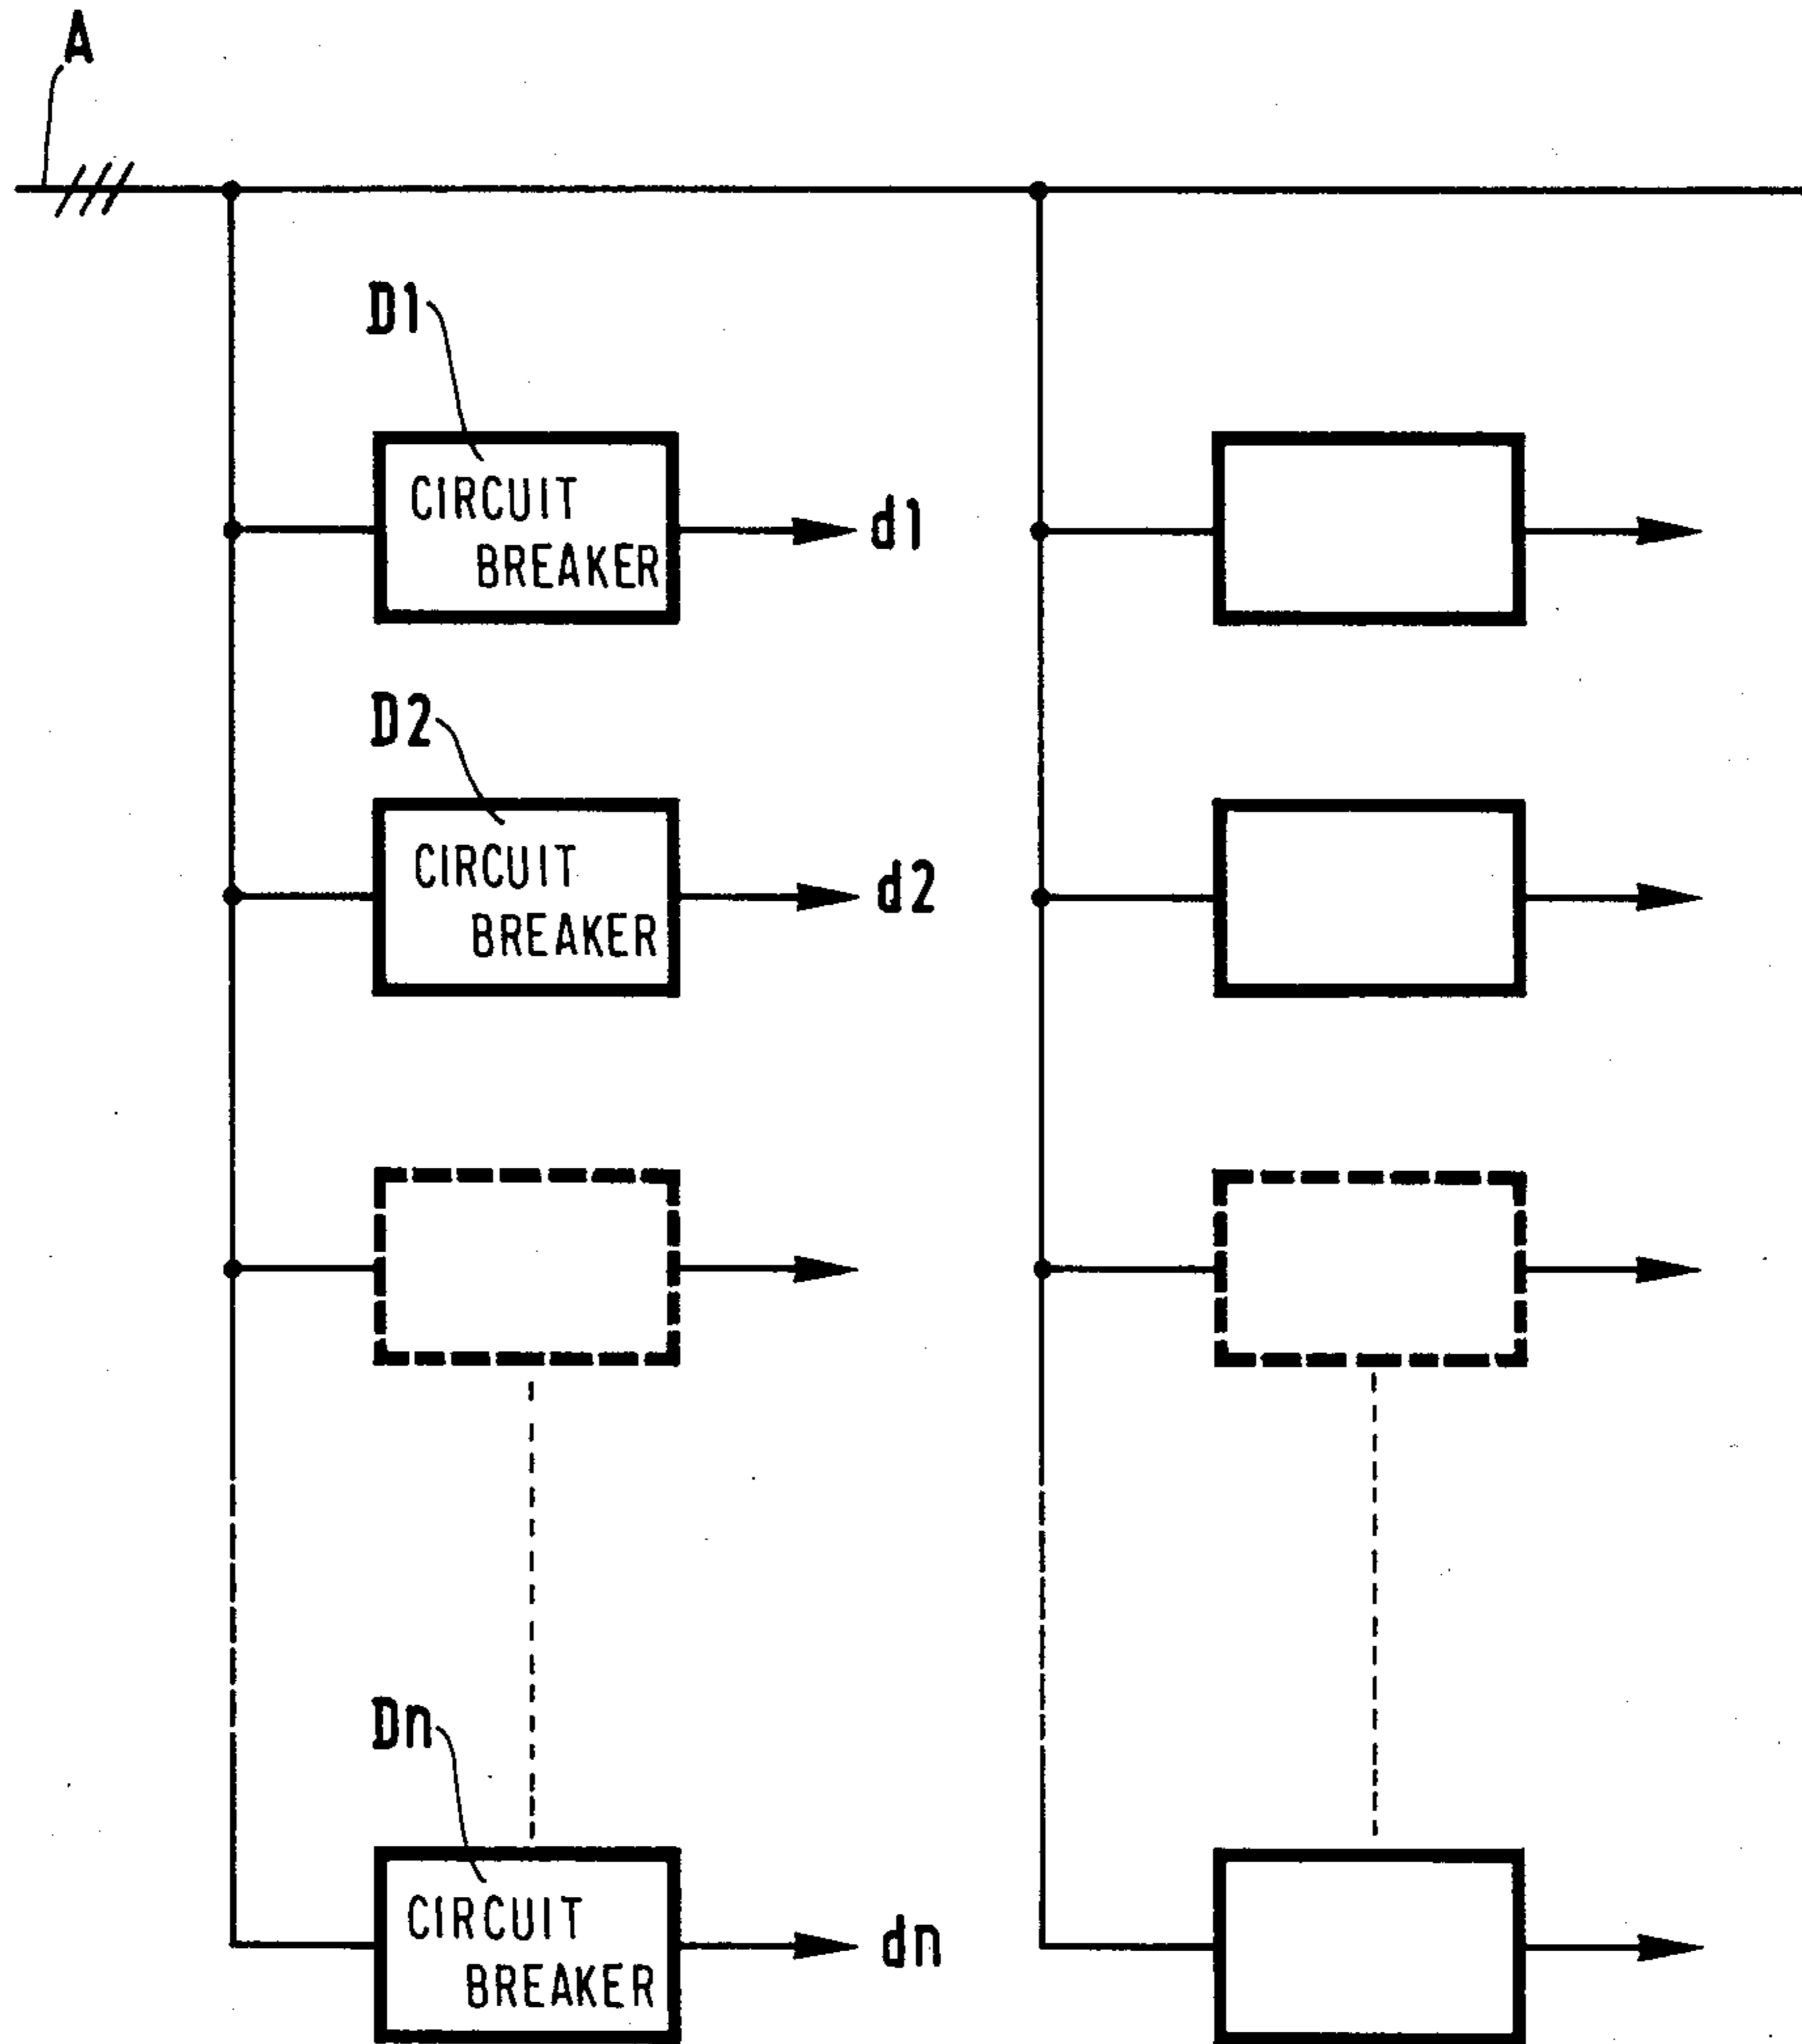 A
D1
CIRCUIT
BREAKER
d1
D2
CIRCUIT
BREAKER
d2
Dn
CIRCUIT
BREAKER
dn